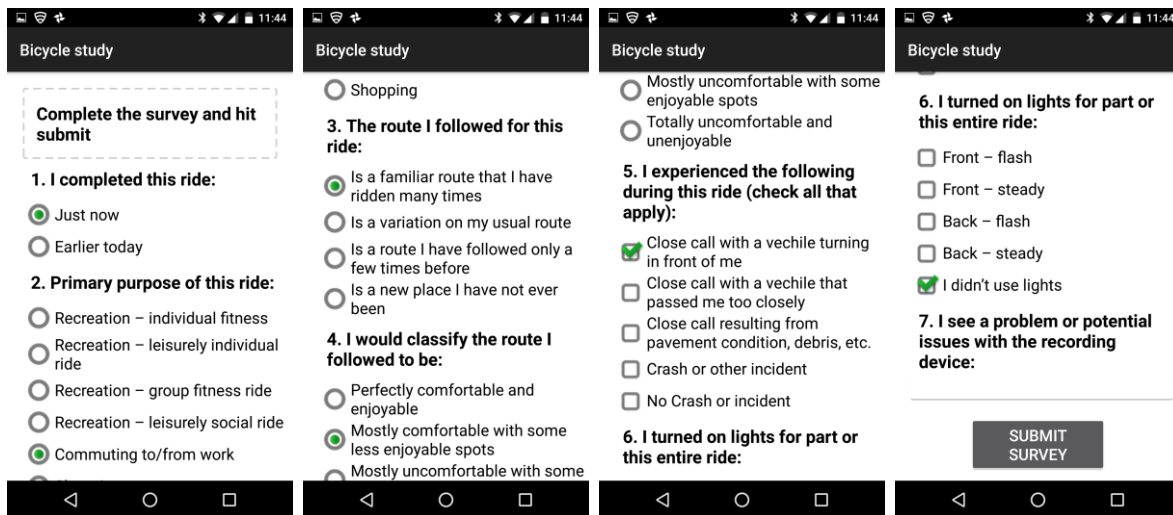 11:44
Bicycle study
Complete the survey and hit
submit
1. I completed this ride:
Just now
Earlier today
2. Primary purpose of this ride:
Recreation – individual fitness
Recreation – leisurely individual
ride
Recreation – group fitness ride
Recreation – leisurely social ride
Commuting to/from work
11:44
Bicycle study
Shopping
3. The route I followed for this
ride:
Is a familiar route that I have
ridden many times
Is a variation on my usual route
Is a route I have followed only a
few times before
Is a new place I have not ever
been
4. I would classify the route I
followed to be:
Perfectly comfortable and
enjoyable
Mostly comfortable with some
less enjoyable spots
Mostly uncomfortable with some
11:44
Bicycle study
Mostly uncomfortable with some
enjoyable spots
Totally uncomfortable and
unenjoyable
5. I experienced the following
during this ride (check all that
apply):
Close call with a vechile turning
in front of me
Close call with a vechile that
passed me too closely
Close call resulting from
pavement condition, debris, etc.
Crash or other incident
No Crash or incident
6. I turned on lights for part or
this entire ride:
11:44
Bicycle study
6. I turned on lights for part or
this entire ride:
Front – flash
Front – steady
Back – flash
Back – steady
I didn't use lights
7. I see a problem or potential
issues with the recording
device:
SUBMIT
SURVEY